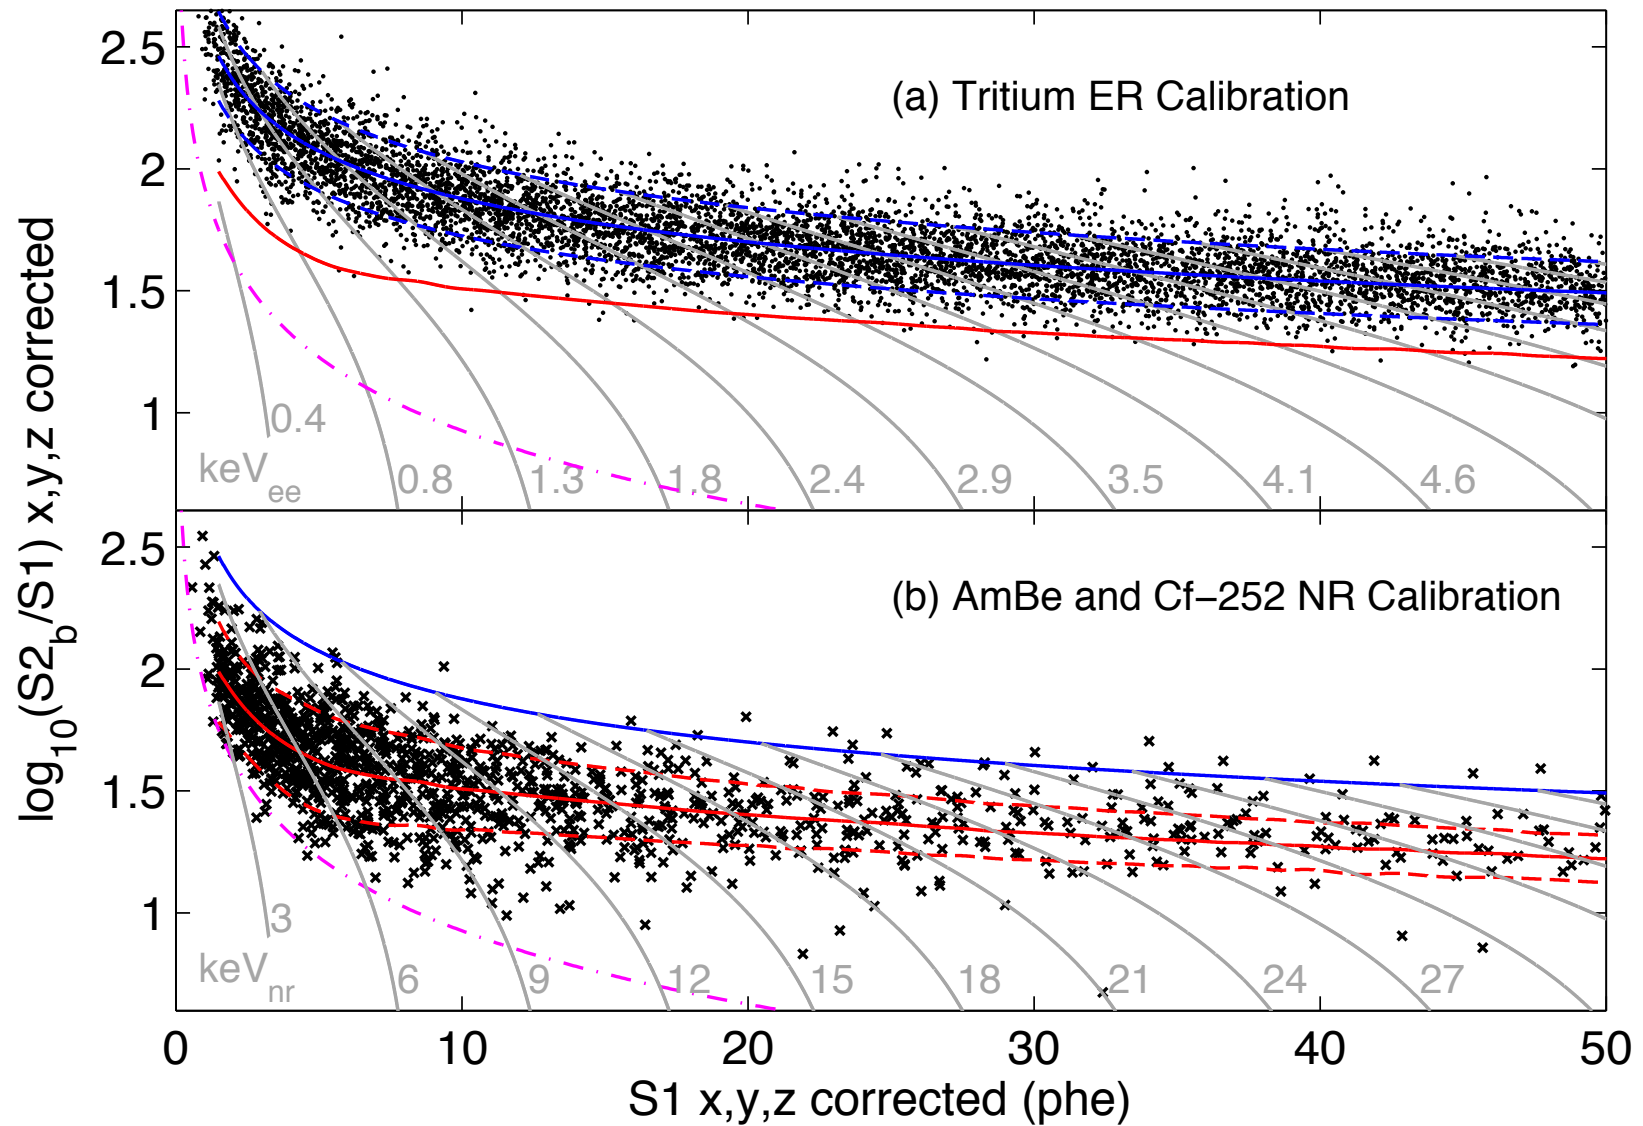 log10(S2b/S1) x,y,z corrected
2.5
(a) Tritium ER Calibration
2
1.5
1
0.4
keVee
0.8 1.3 1.8 2.4 2.9 3.5 4.1 4.6
2.5
(b) AmBe and Cf−252 NR Calibration
2
1.5
1
3
keVnr
6 9 12 15 18 21 24 27
0 10 20 30 40 50
S1 x,y,z corrected (phe)